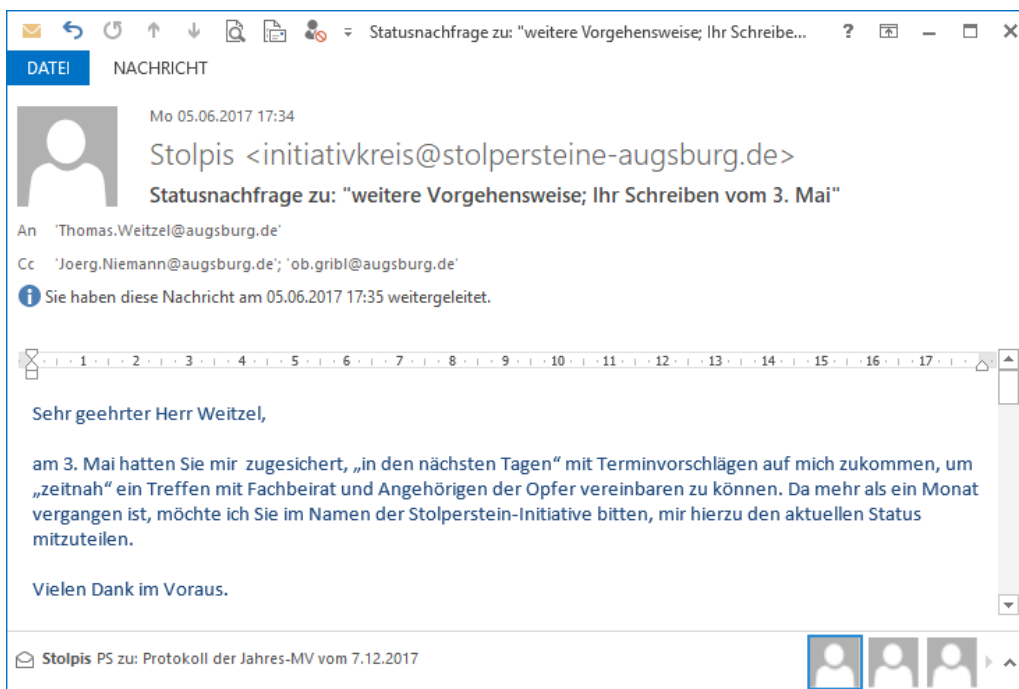 Statusnachfrage zu: "weitere Vorgehensweise; Ihr Schreibe... ?
DATEI NACHRICHT
Mo 05.06.2017 17:34
Stolpis <initiativkreis@stolpersteine-augsburg.de>
Statusnachfrage zu: "weitere Vorgehensweise; Ihr Schreiben vom 3. Mai"
An 'Thomas.Weitzel@augsburg.de'
Cc 'Joerg.Niemann@augsburg.de'; 'ob.gribl@augsburg.de'
Sie haben diese Nachricht am 05.06.2017 17:35 weitergeleitet.
1 2 3 4 5 6 7 8 9 10 11 12 13 14 15 16 17
Sehr geehrter Herr Weitzel,
am 3. Mai hatten Sie mir zugesichert, „in den nächsten Tagen“ mit Terminvorschlägen auf mich zukommen, um
„zeitnah“ ein Treffen mit Fachbeirat und Angehörigen der Opfer vereinbaren zu können. Da mehr als ein Monat
vergangen ist, möchte ich Sie im Namen der Stolperstein-Initiative bitten, mir hierzu den aktuellen Status
mitzuteilen.
Vielen Dank im Voraus.
Stolpis PS zu: Protokoll der Jahres-MV vom 7.12.2017